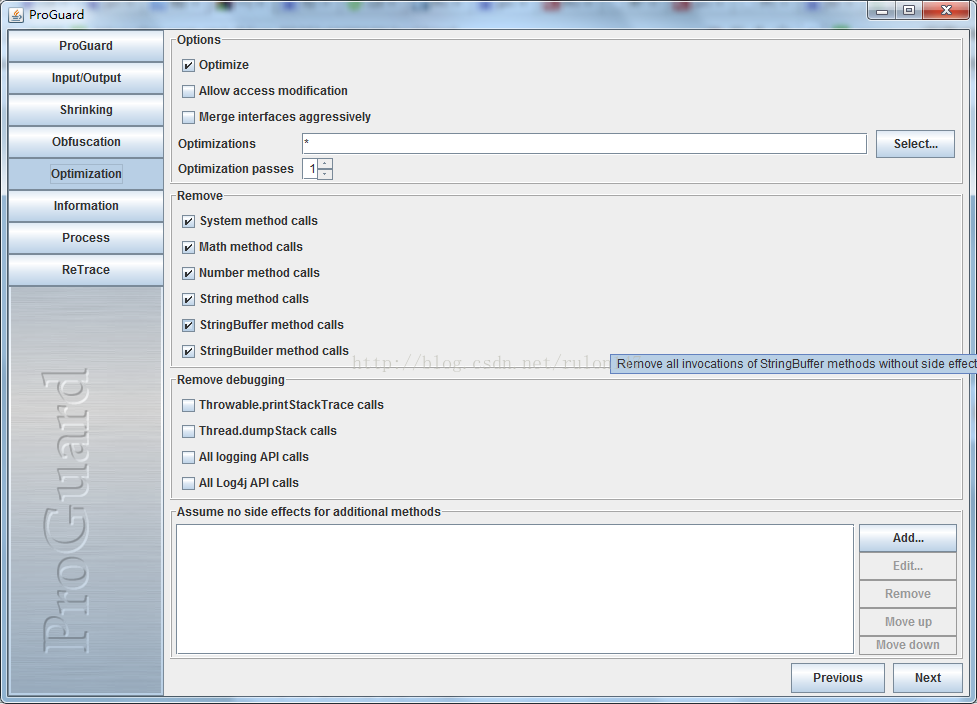 ProGuard
ProGuard
Input/Output
Shrinking
Obfuscation
Optimization
Information
Process
ReTrace
ProGuard
Options
Optimize
Allow access modification
Merge interfaces aggressively
Optimizations
*
Select...
Optimization passes
1
Remove
System method calls
Math method calls
Number method calls
String method calls
StringBuffer method calls
StringBuilder method calls
http://blog.csdn.net/rulon
Remove all invocations of StringBuffer methods without side effect
Remove debugging
Throwable.printStackTrace calls
Thread.dumpStack calls
All logging API calls
All Log4j API calls
Assume no side effects for additional methods
Add...
Edit...
Remove
Move up
Move down
Previous
Next